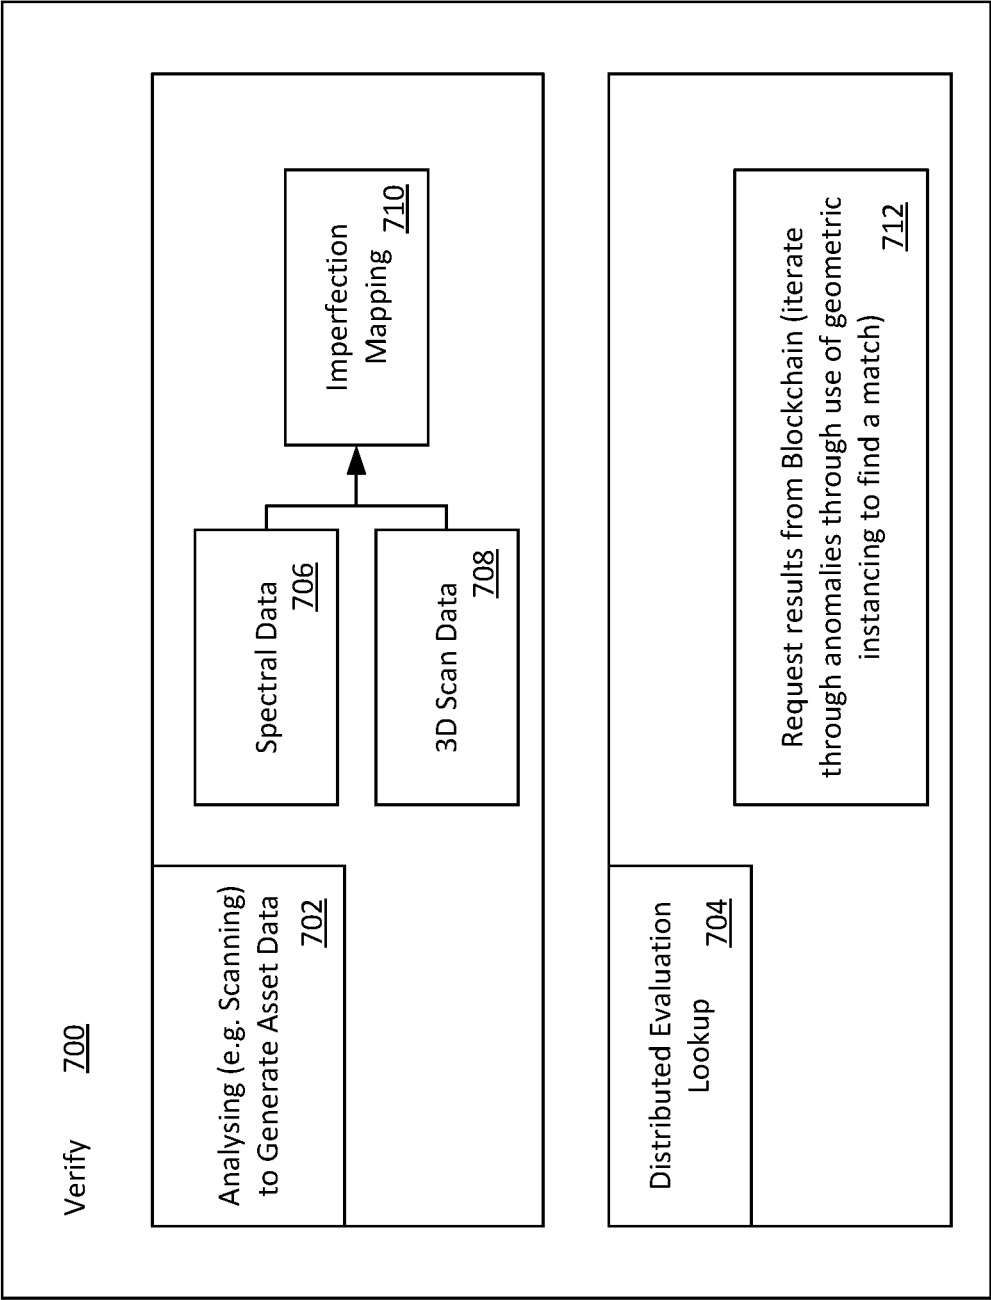 Verify 700
Analysing (e.g. Scanning)
to Generate Asset Data
702
Spectral Data
706
3D Scan Data
708
Imperfection
Mapping
710
Distributed Evaluation
Lookup
704
Request results from Blockchain (iterate
through anomalies through use of geometric
instancing to find a match)
712